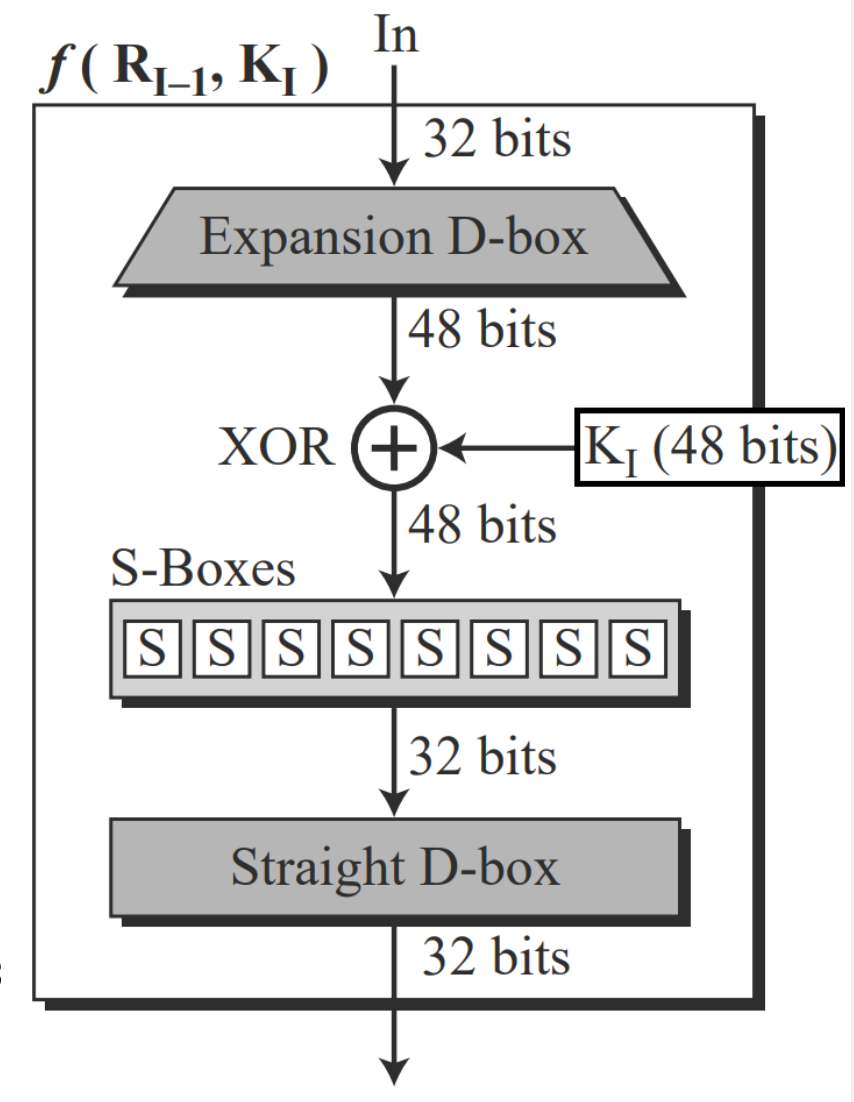 In
f ( R_I–1, K_I )
32 bits
Expansion D-box
48 bits
XOR + K_I (48 bits)
48 bits
S-Boxes
S S S S S S S S
32 bits
Straight D-box
32 bits